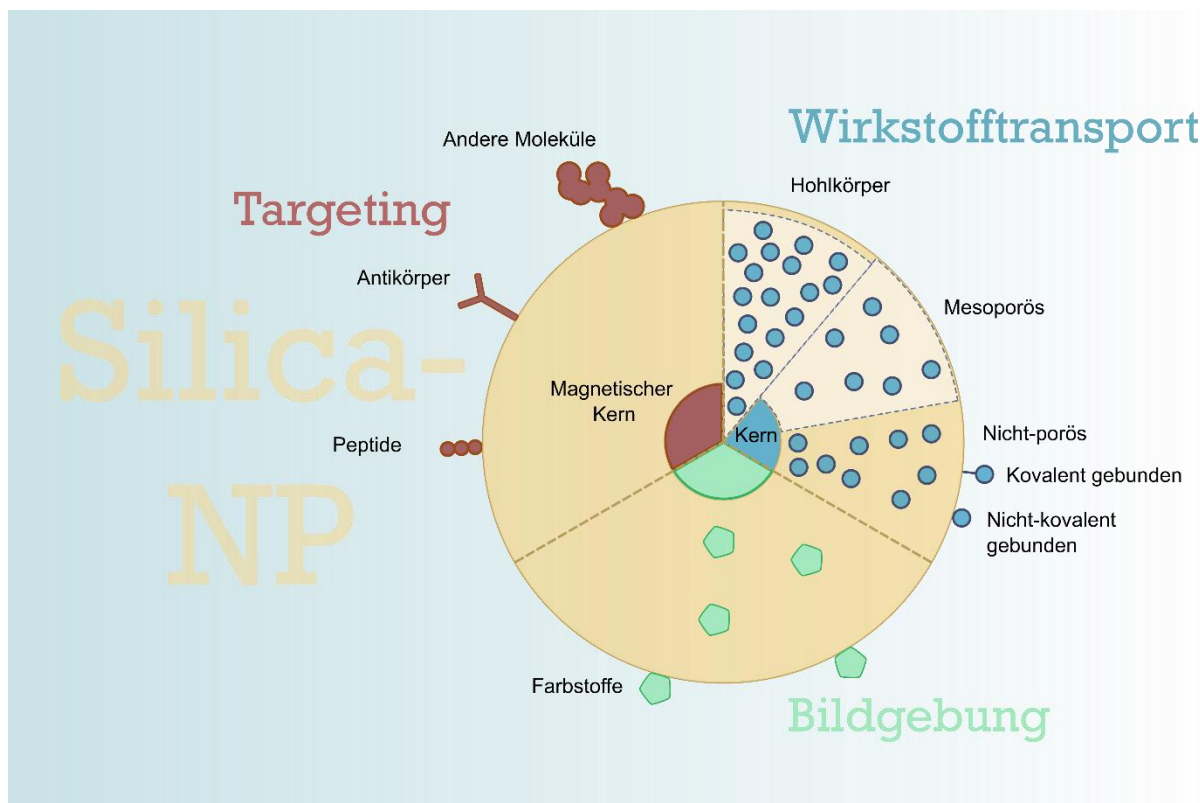 Wirkstofftransport
Andere Moleküle
Hohlkörper
Targeting
Antikörper
Mesoporös
Silica-
NP
Magnetischer
Kern
Kern
Peptide
Nicht-porös
Kovalent gebunden
Nicht-kovalent
gebunden
Farbstoffe
Bildgebung